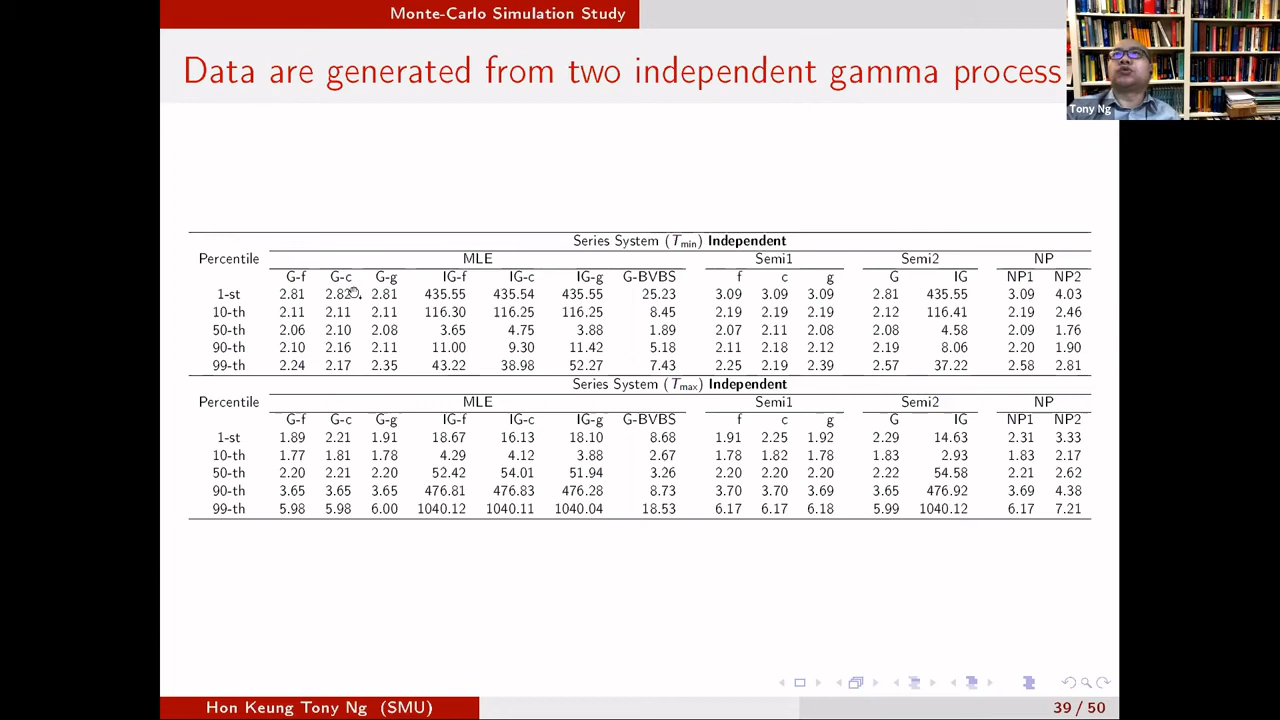 Monte-Carlo Simulation Study
Data are generated from two independent gamma process
Tony Ng
Series System (Tmin) Independent
Percentile MLE Semi1 Semi2 NP
G-f G-c G-g IG-f IG-c IG-g G-BVBS f c g G IG NP1 NP2
1-st 2.81 2.82 2.81 435.55 435.54 435.55 25.23 3.09 3.09 3.09 2.81 435.55 3.09 4.03
10-th 2.11 2.11 2.11 116.30 116.25 116.25 8.45 2.19 2.19 2.19 2.12 116.41 2.19 2.46
50-th 2.06 2.10 2.08 3.65 4.75 3.88 1.89 2.07 2.11 2.08 2.08 4.58 2.09 1.76
90-th 2.10 2.16 2.11 11.00 9.30 11.42 5.18 2.11 2.18 2.12 2.19 8.06 2.20 1.90
99-th 2.24 2.17 2.35 43.22 38.98 52.27 7.43 2.25 2.19 2.39 2.57 37.22 2.58 2.81
Series System (Tmax) Independent
Percentile MLE Semi1 Semi2 NP
G-f G-c G-g IG-f IG-c IG-g G-BVBS f c g G IG NP1 NP2
1-st 1.89 2.21 1.91 18.67 16.13 18.10 8.68 1.91 2.25 1.92 2.29 14.63 2.31 3.33
10-th 1.77 1.81 1.78 4.29 4.12 3.88 2.67 1.78 1.82 1.78 1.83 2.93 1.83 2.17
50-th 2.20 2.21 2.20 52.42 54.01 51.94 3.26 2.20 2.20 2.20 2.22 54.58 2.21 2.62
90-th 3.65 3.65 3.65 476.81 476.83 476.28 8.73 3.70 3.70 3.69 3.65 476.92 3.69 4.38
99-th 5.98 5.98 6.00 1040.12 1040.11 1040.04 18.53 6.17 6.17 6.18 5.99 1040.12 6.17 7.21
Hon Keung Tony Ng (SMU) 39 / 50